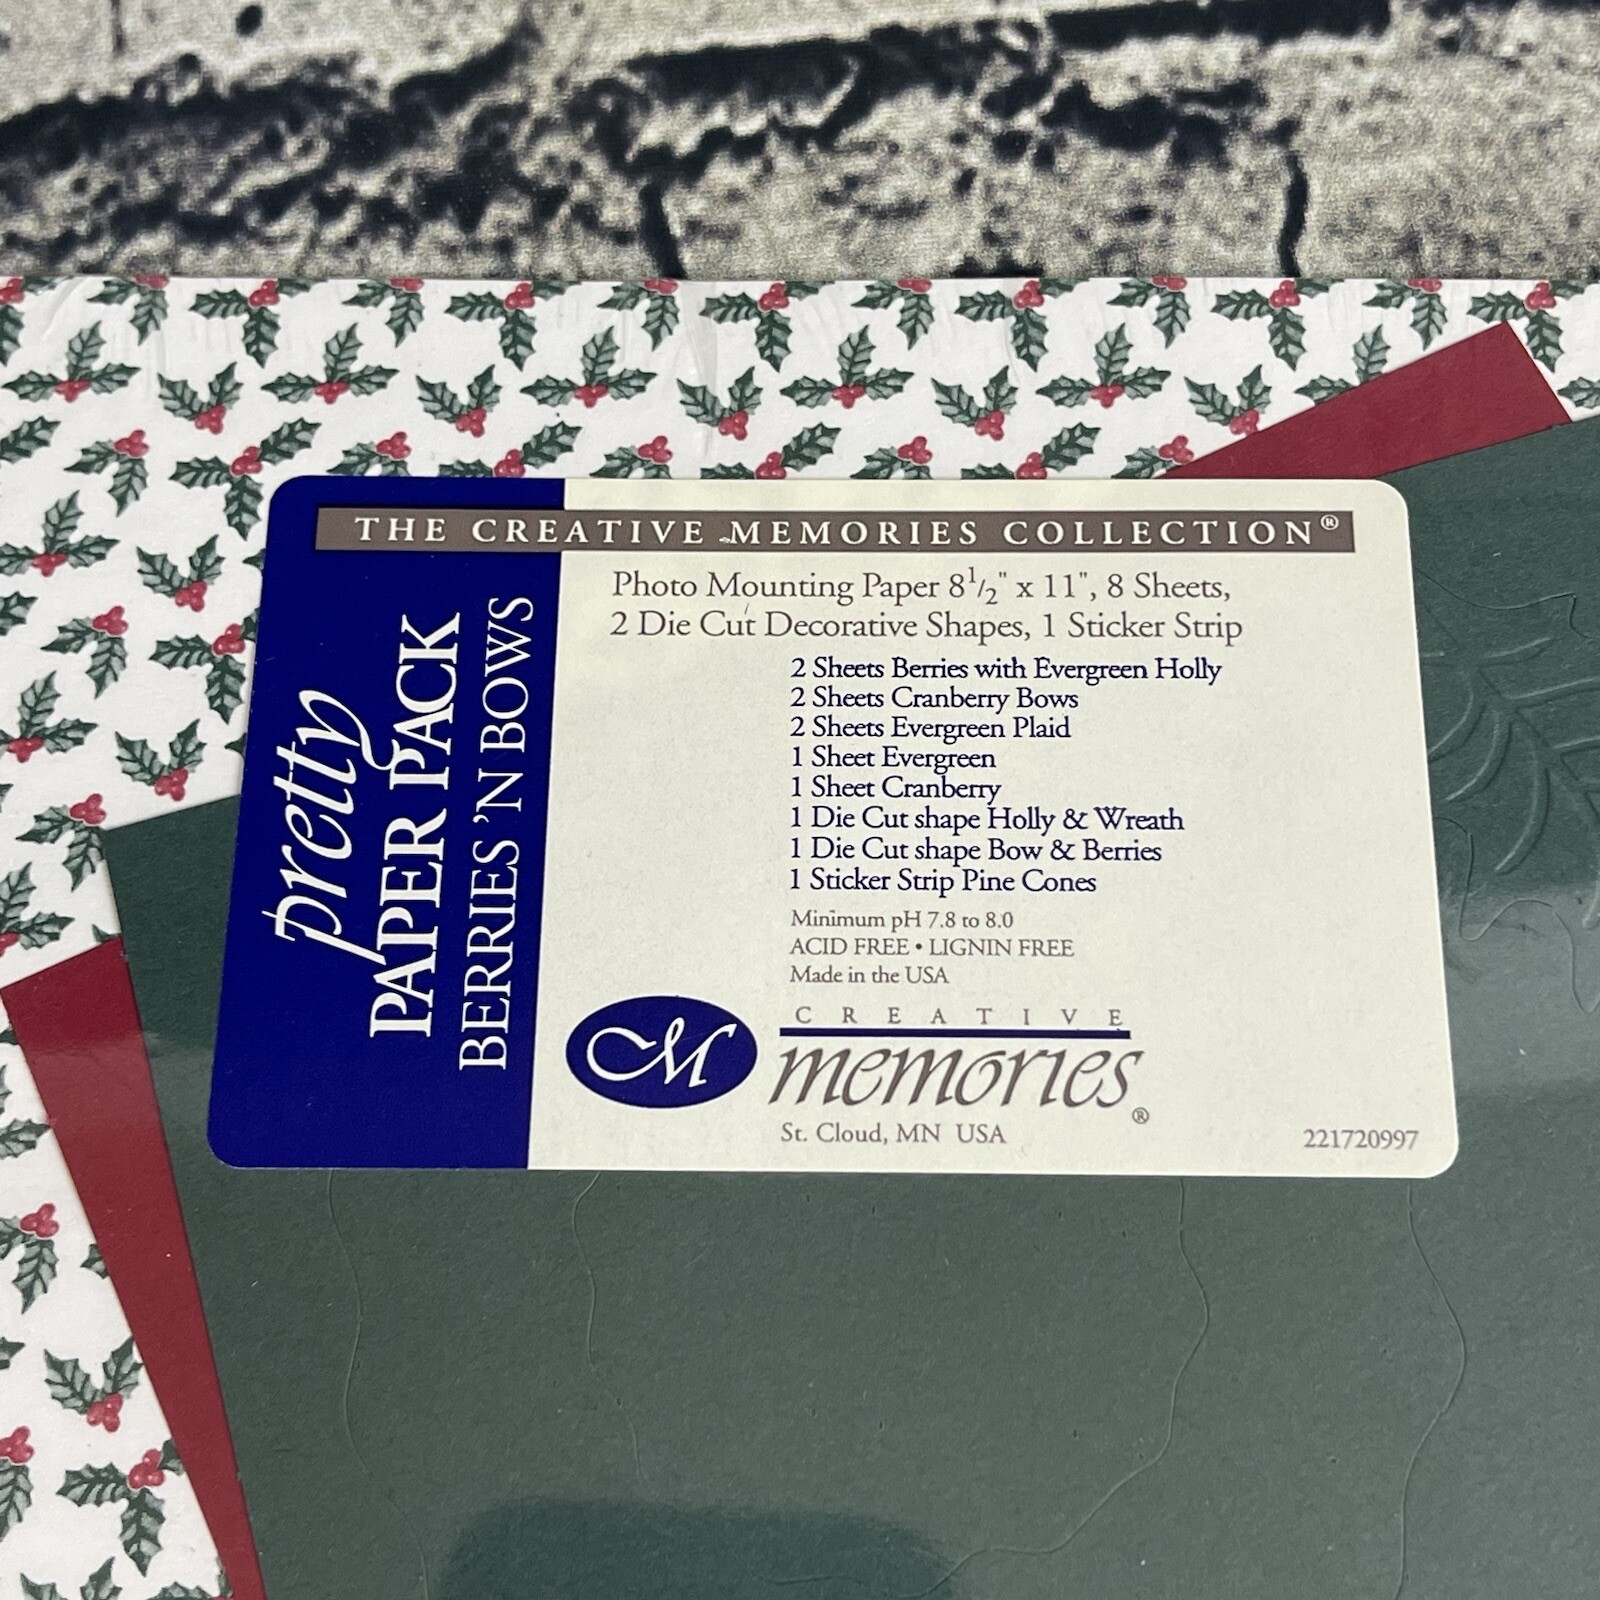 THE CREATIVE MEMORIES COLLECTION®
pretty
PAPER PACK
BERRIES 'N BOWS
Photo Mounting Paper 8 1/2" x 11", 8 Sheets,
2 Die Cut Decorative Shapes, 1 Sticker Strip
2 Sheets Berries with Evergreen Holly
2 Sheets Cranberry Bows
2 Sheets Evergreen Plaid
1 Sheet Evergreen
1 Sheet Cranberry
1 Die Cut shape Holly & Wreath
1 Die Cut shape Bow & Berries
1 Sticker Strip Pine Cones
Minimum pH 7.8 to 8.0
ACID FREE • LIGNIN FREE
Made in the USA
CM
CREATIVE
memories®
St. Cloud, MN USA
221720997